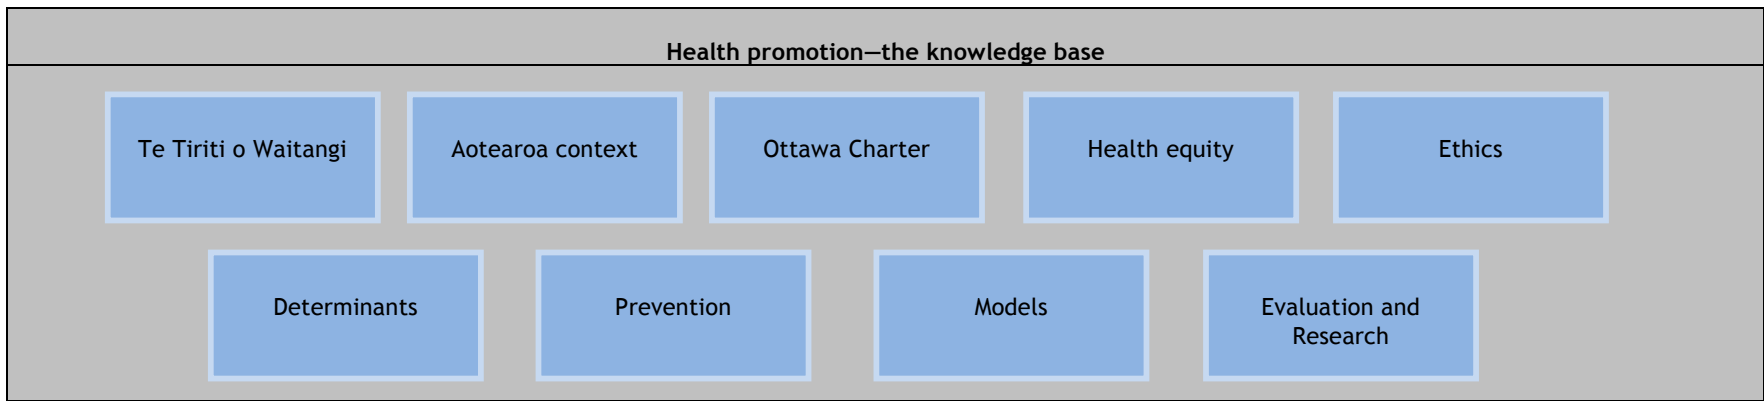 Health promotion—the knowledge base
Te Tiriti o Waitangi
Aotearoa context
Ottawa Charter
Health equity
Ethics
Determinants
Prevention
Models
Evaluation and
Research